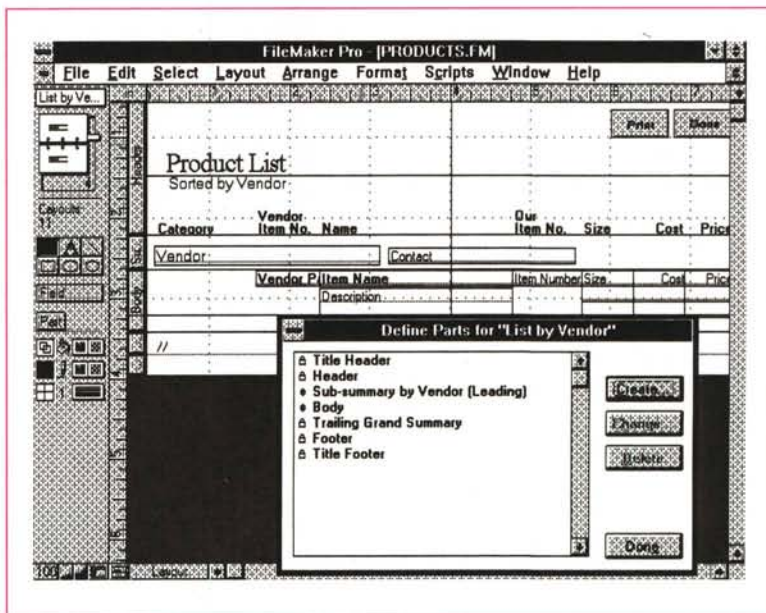 FileMaker Pro - [PRODUCTS.FM]
File Edit Select Layout Arrange Format Scripts Window Help
List by Ve...
Print Done
Header
Product List
Sorted by Vendor
Layouts
11
Vendor Our
Category Item No. Name Item No. Size Cost Price
Vendor Contact
Field
Body
Vendor P Item Name Item Number Size Cost Price
Description
Part
//
Define Parts for "List by Vendor"
Title Header
Header
Sub-summary by Vendor (Leading)
Body
Trailing Grand Summary
Footer
Title Footer
Create...
Change...
Delete
Done
100